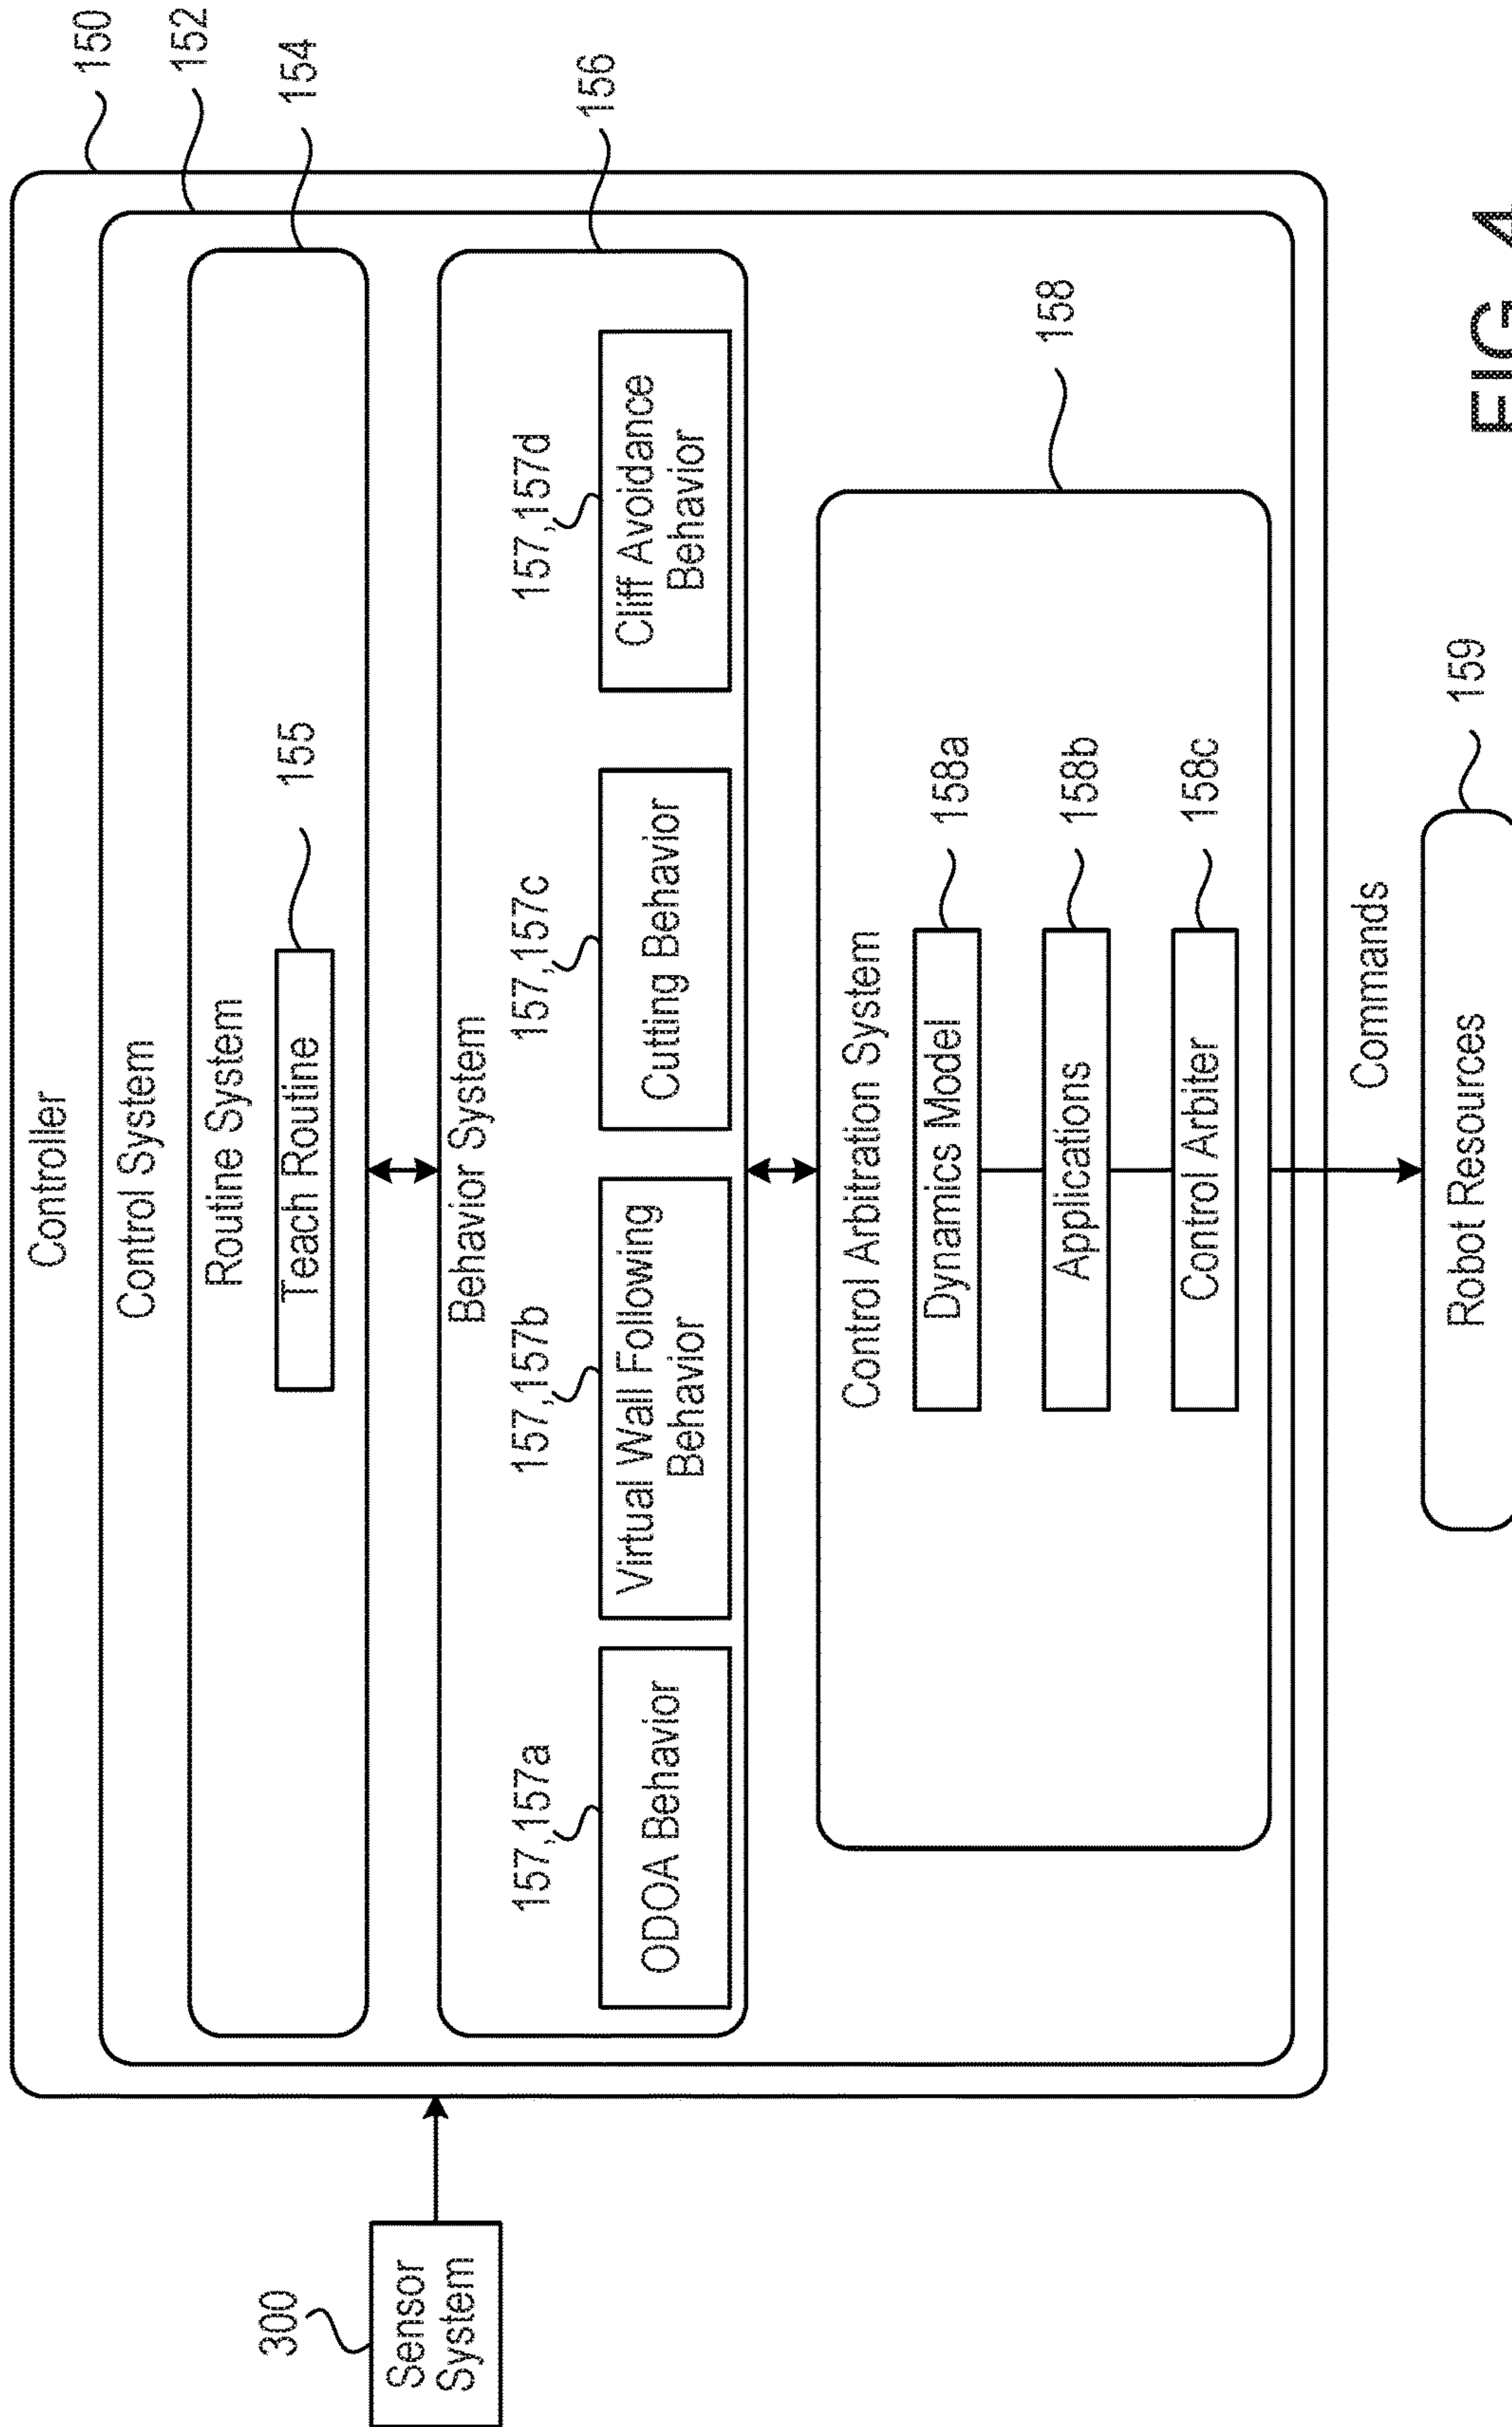 Controller
150
Control System
152
Routine System
154
Teach Routine
155
300
Sensor
System
Behavior System
156
157,157a
157,157b
157,157c
157,157d
ODOA Behavior
Virtual Wall Following
Behavior
Cutting Behavior
Cliff Avoidance
Behavior
Control Arbitration System
158
Dynamics Model
158a
Applications
158b
Control Arbiter
158c
Commands
Robot Resources
159
FIG. 4